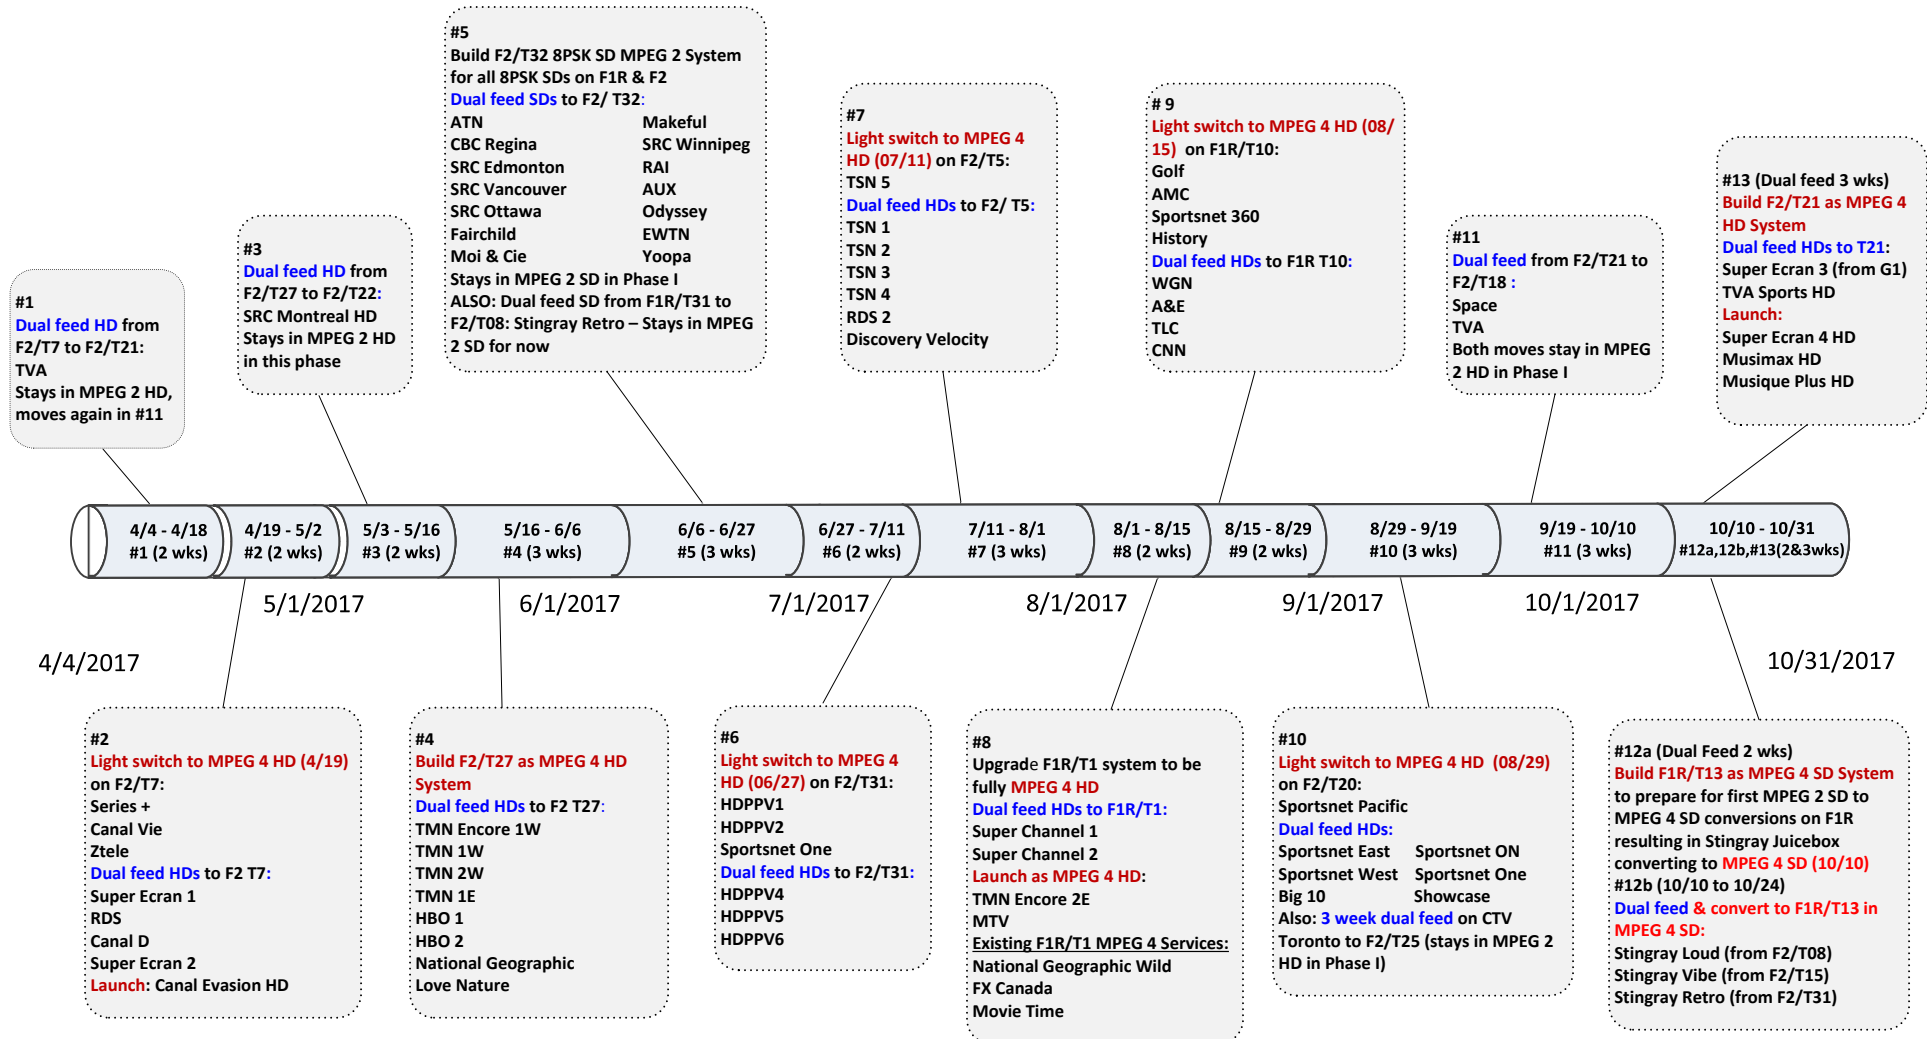 #5
Build F2/T32 8PSK SD MPEG 2 System
for all 8PSK SDs on F1R & F2
Dual feed SDs to F2/ T32:
ATN Makeful
CBC Regina SRC Winnipeg
SRC Edmonton RAI
SRC Vancouver AUX
SRC Ottawa Odyssey
Fairchild EWTN
Moi & Cie Yoopa
Stays in MPEG 2 SD in Phase I
ALSO: Dual feed SD from F1R/T31 to
F2/T08: Stingray Retro – Stays in MPEG
2 SD for now
#7
Light switch to MPEG 4
HD (07/11) on F2/T5:
TSN 5
Dual feed HDs to F2/ T5:
TSN 1
TSN 2
TSN 3
TSN 4
RDS 2
Discovery Velocity
# 9
Light switch to MPEG 4 HD (08/
15) on F1R/T10:
Golf
AMC
Sportsnet 360
History
Dual feed HDs to F1R T10:
WGN
A&E
TLC
CNN
#13 (Dual feed 3 wks)
Build F2/T21 as MPEG 4
HD System
Dual feed HDs to T21:
Super Ecran 3 (from G1)
TVA Sports HD
Launch:
Super Ecran 4 HD
Musimax HD
Musique Plus HD
#3
Dual feed HD from
F2/T27 to F2/T22:
SRC Montreal HD
Stays in MPEG 2 HD
in this phase
#11
Dual feed from F2/T21 to
F2/T18 :
Space
TVA
Both moves stay in MPEG
2 HD in Phase I
#1
Dual feed HD from
F2/T7 to F2/T21:
TVA
Stays in MPEG 2 HD,
moves again in #11
4/4 - 4/18
#1 (2 wks)
4/19 - 5/2
#2 (2 wks)
5/3 - 5/16
#3 (2 wks)
5/16 - 6/6
#4 (3 wks)
6/6 - 6/27
#5 (3 wks)
6/27 - 7/11
#6 (2 wks)
7/11 - 8/1
#7 (3 wks)
8/1 - 8/15
#8 (2 wks)
8/15 - 8/29
#9 (2 wks)
8/29 - 9/19
#10 (3 wks)
9/19 - 10/10
#11 (3 wks)
10/10 - 10/31
#12a,12b,#13(2&3wks)
5/1/2017
6/1/2017
7/1/2017
8/1/2017
9/1/2017
10/1/2017
4/4/2017
10/31/2017
#2
Light switch to MPEG 4 HD (4/19)
on F2/T7:
Series +
Canal Vie
Ztele
Dual feed HDs to F2 T7:
Super Ecran 1
RDS
Canal D
Super Ecran 2
Launch: Canal Evasion HD
#4
Build F2/T27 as MPEG 4 HD
System
Dual feed HDs to F2 T27:
TMN Encore 1W
TMN 1W
TMN 2W
TMN 1E
HBO 1
HBO 2
National Geographic
Love Nature
#6
Light switch to MPEG 4
HD (06/27) on F2/T31:
HDPPV1
HDPPV2
Sportsnet One
Dual feed HDs to F2/T31:
HDPPV4
HDPPV5
HDPPV6
#8
Upgrade F1R/T1 system to be
fully MPEG 4 HD
Dual feed HDs to F1R/T1:
Super Channel 1
Super Channel 2
Launch as MPEG 4 HD:
TMN Encore 2E
MTV
Existing F1R/T1 MPEG 4 Services:
National Geographic Wild
FX Canada
Movie Time
#10
Light switch to MPEG 4 HD (08/29)
on F2/T20:
Sportsnet Pacific
Dual feed HDs:
Sportsnet East Sportsnet ON
Sportsnet West Sportsnet One
Big 10 Showcase
Also: 3 week dual feed on CTV
Toronto to F2/T25 (stays in MPEG 2
HD in Phase I)
#12a (Dual Feed 2 wks)
Build F1R/T13 as MPEG 4 SD System
to prepare for first MPEG 2 SD to
MPEG 4 SD conversions on F1R
resulting in Stingray Juicebox
converting to MPEG 4 SD (10/10)
#12b (10/10 to 10/24)
Dual feed & convert to F1R/T13 in
MPEG 4 SD:
Stingray Loud (from F2/T08)
Stingray Vibe (from F2/T15)
Stingray Retro (from F2/T31)